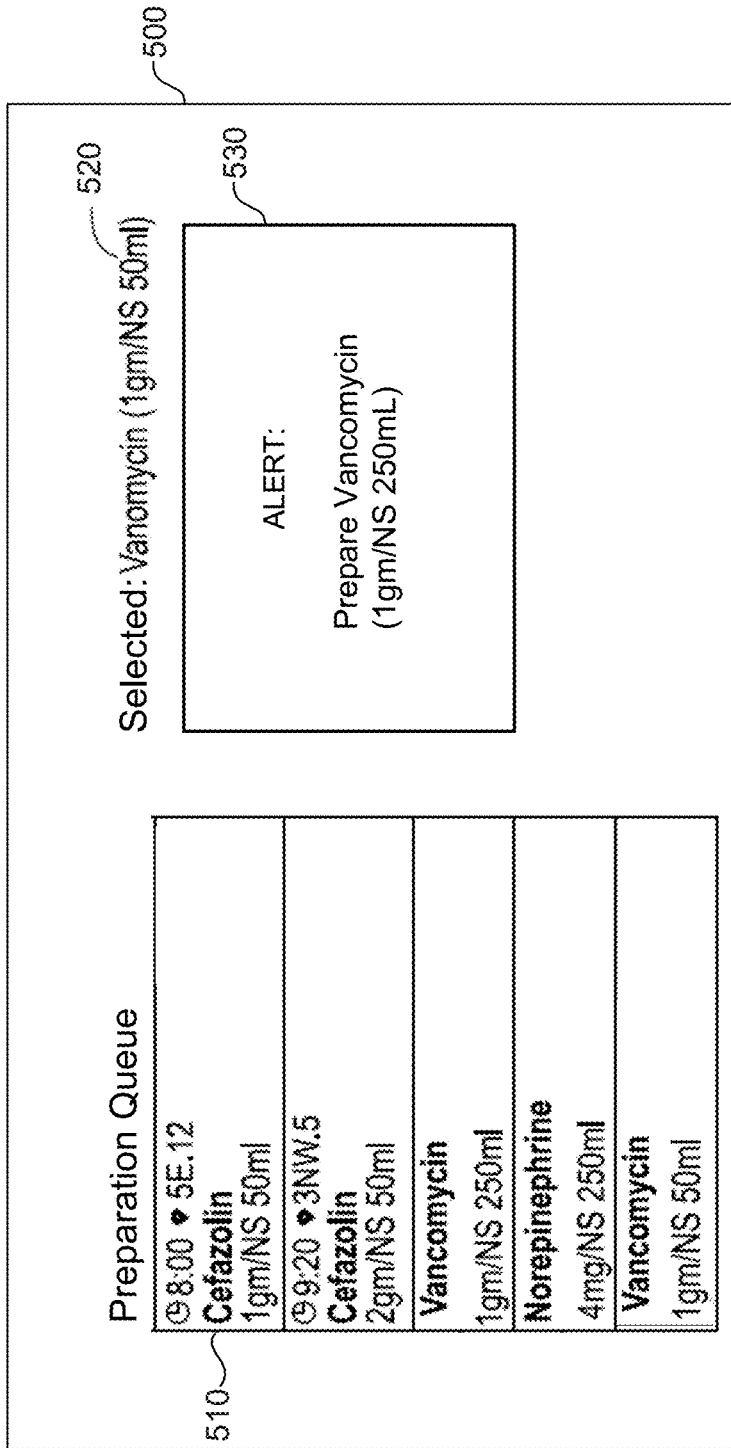 500
520
Selected: Vanomycin (1gm/NS 50ml)
530
ALERT:
Prepare Vancomycin
(1gm/NS 250mL)
Preparation Queue
510
8:00 5E.12
Cefazolin
1gm/NS 50ml
9:20 3NW.5
Cefazolin
2gm/NS 50ml
Vancomycin
1gm/NS 250ml
Norepinephrine
4mg/NS 250ml
Vancomycin
1gm/NS 50ml